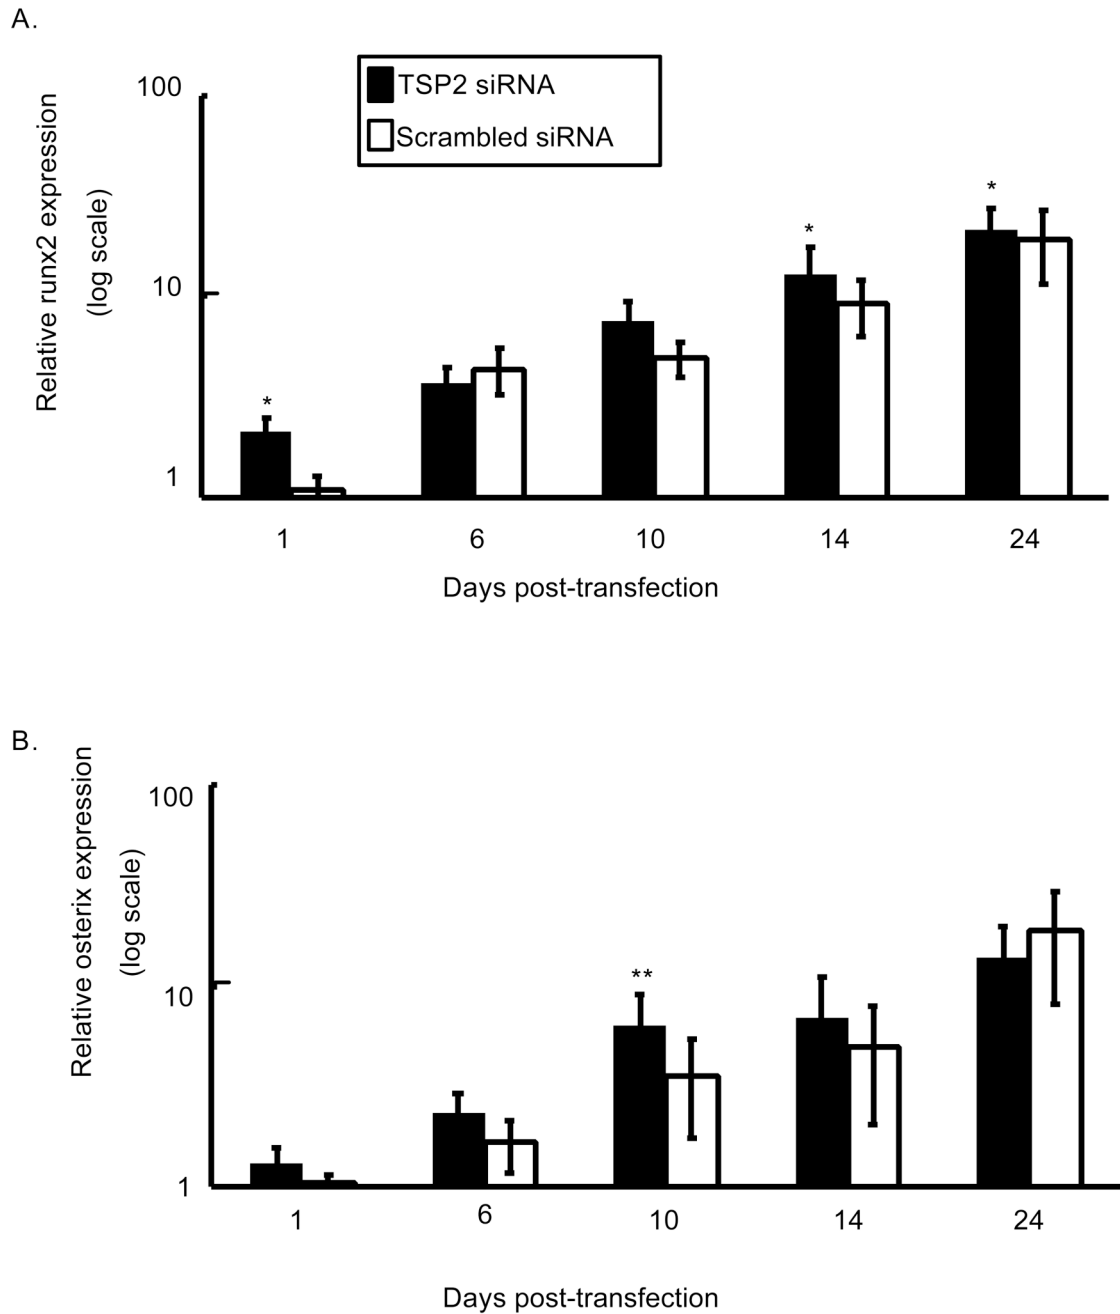 A.
Relative runx2 expression
(log scale)
100
10
1
TSP2 siRNA
Scrambled siRNA
*
*
*
1 6 10 14 24
Days post-transfection
B.
Relative osterix expression
(log scale)
100
10
1
**
1 6 10 14 24
Days post-transfection